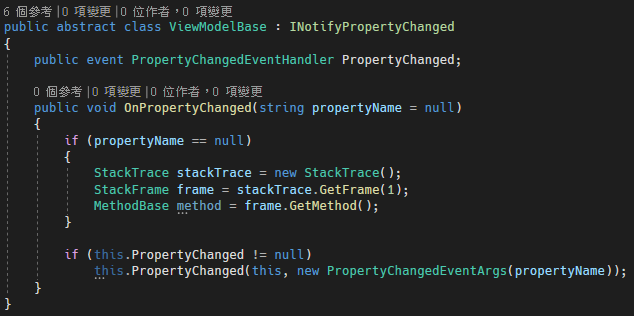 6 個參考|0 項變更|0 位作者，0 項變更
public abstract class ViewModelBase : INotifyPropertyChanged
{
    public event PropertyChangedEventHandler PropertyChanged;

    0 個參考|0 項變更|0 位作者，0 項變更
    public void OnPropertyChanged(string propertyName = null)
    {
        if (propertyName == null)
        {
            StackTrace stackTrace = new StackTrace();
            StackFrame frame = stackTrace.GetFrame(1);
            MethodBase method = frame.GetMethod();
        }

        if (this.PropertyChanged != null)
            this.PropertyChanged(this, new PropertyChangedEventArgs(propertyName));
    }
}